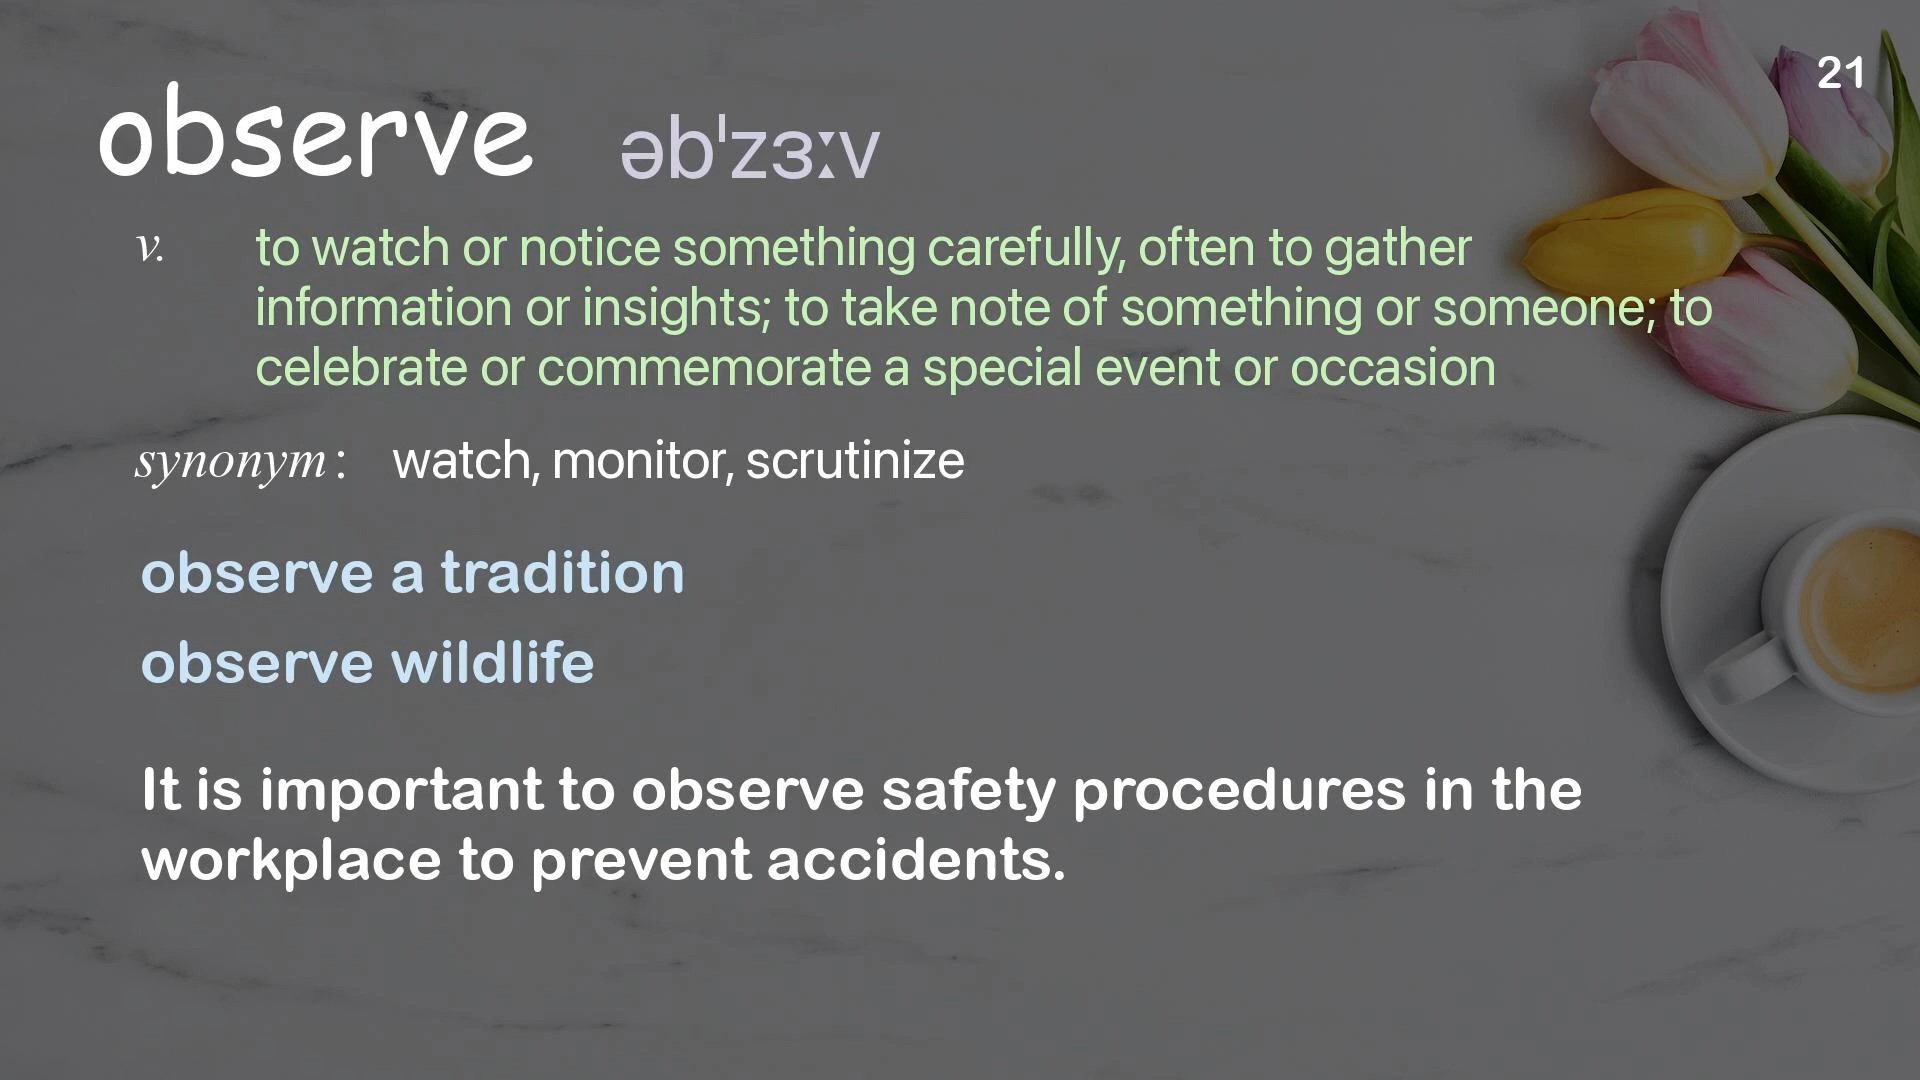 21
observe əbˈzɜːv
v. to watch or notice something carefully, often to gather
information or insights; to take note of something or someone; to
celebrate or commemorate a special event or occasion
synonym: watch, monitor, scrutinize
observe a tradition
observe wildlife
It is important to observe safety procedures in the
workplace to prevent accidents.